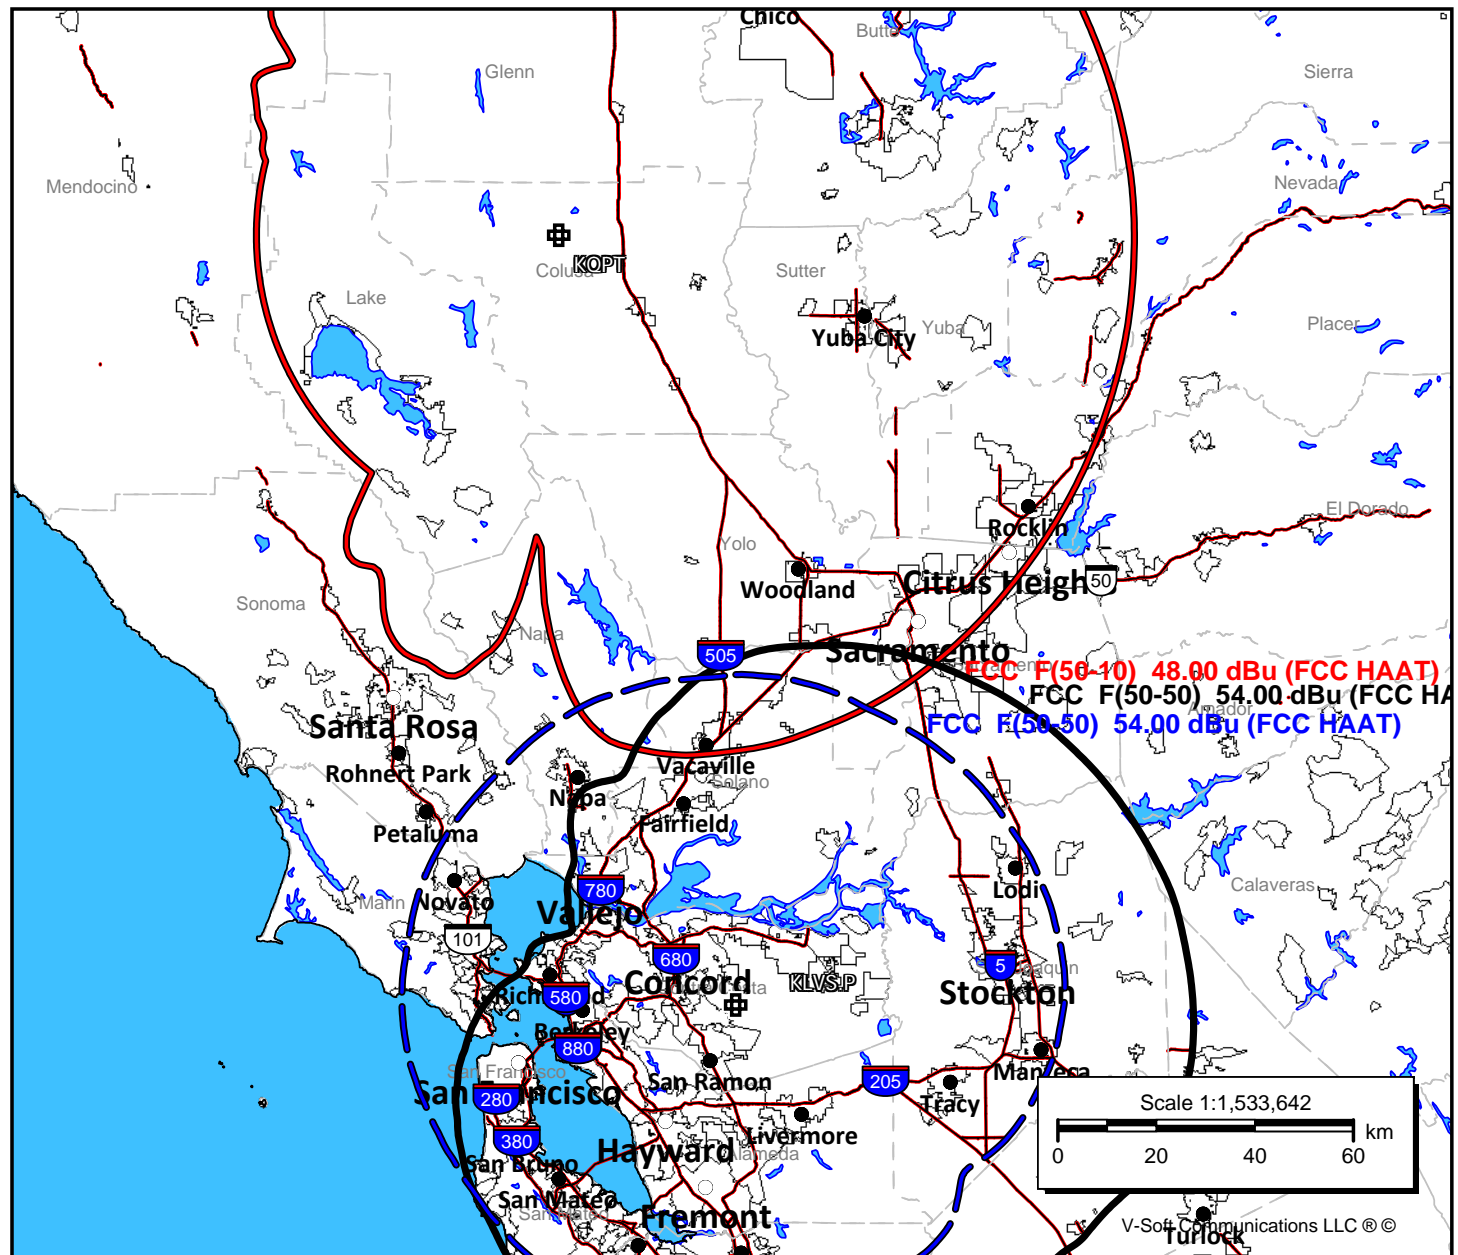 Chico
Butte
Glenn
Sierra
Mendocino
Nevada
KQPT
Colusa
Sutter
Lake
Yuba
Placer
Yuba City
Rocklin
El Dorado
Yolo
Citrus Heigh
50
Woodland
Sonoma
Napa
505
Sacramento
FCC F(50-10) 48.00 dBu (FCC HAAT)
FCC F(50-50) 54.00 dBu (FCC HA
Amador
FCC F(50-50) 54.00 dBu (FCC HAAT)
Santa Rosa
Vacaville
Rohnert Park
Solano
Napa
Fairfield
Petaluma
780
Lodi
Calaveras
Marin
Novato
Vallejo
101
680
5
Concord
KLVS.P
Stockton
580
Berkeley
880
San Francisco
San Ramon
Manteca
205
280
Tracy
Scale 1:1,533,642
km
0 20 40 60
380
Livermore
Hayward
Alameda
San Bruno
San Mateo
San Mateo
Fremont
V-Soft Communications LLC ® ©
Turlock